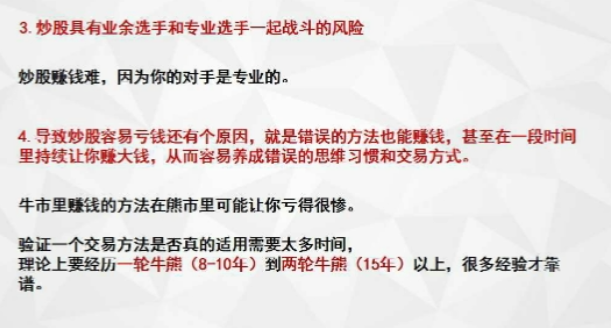 3.炒股具有业余选手和专业选手一起战斗的风险
炒股赚钱难，因为你的对手是专业的。
4.导致炒股容易亏钱还有个原因，就是错误的方法也能赚钱，甚至在一段时间
里持续让你赚大钱，从而容易养成错误的思维习惯和交易方式。
牛市里赚钱的方法在熊市里可能让你亏得很惨。
验证一个交易方法是否真的适用需要太多时间，
理论上要经历一轮牛熊（8-10年）到两轮牛熊（15年）以上，很多经验才靠
谱。